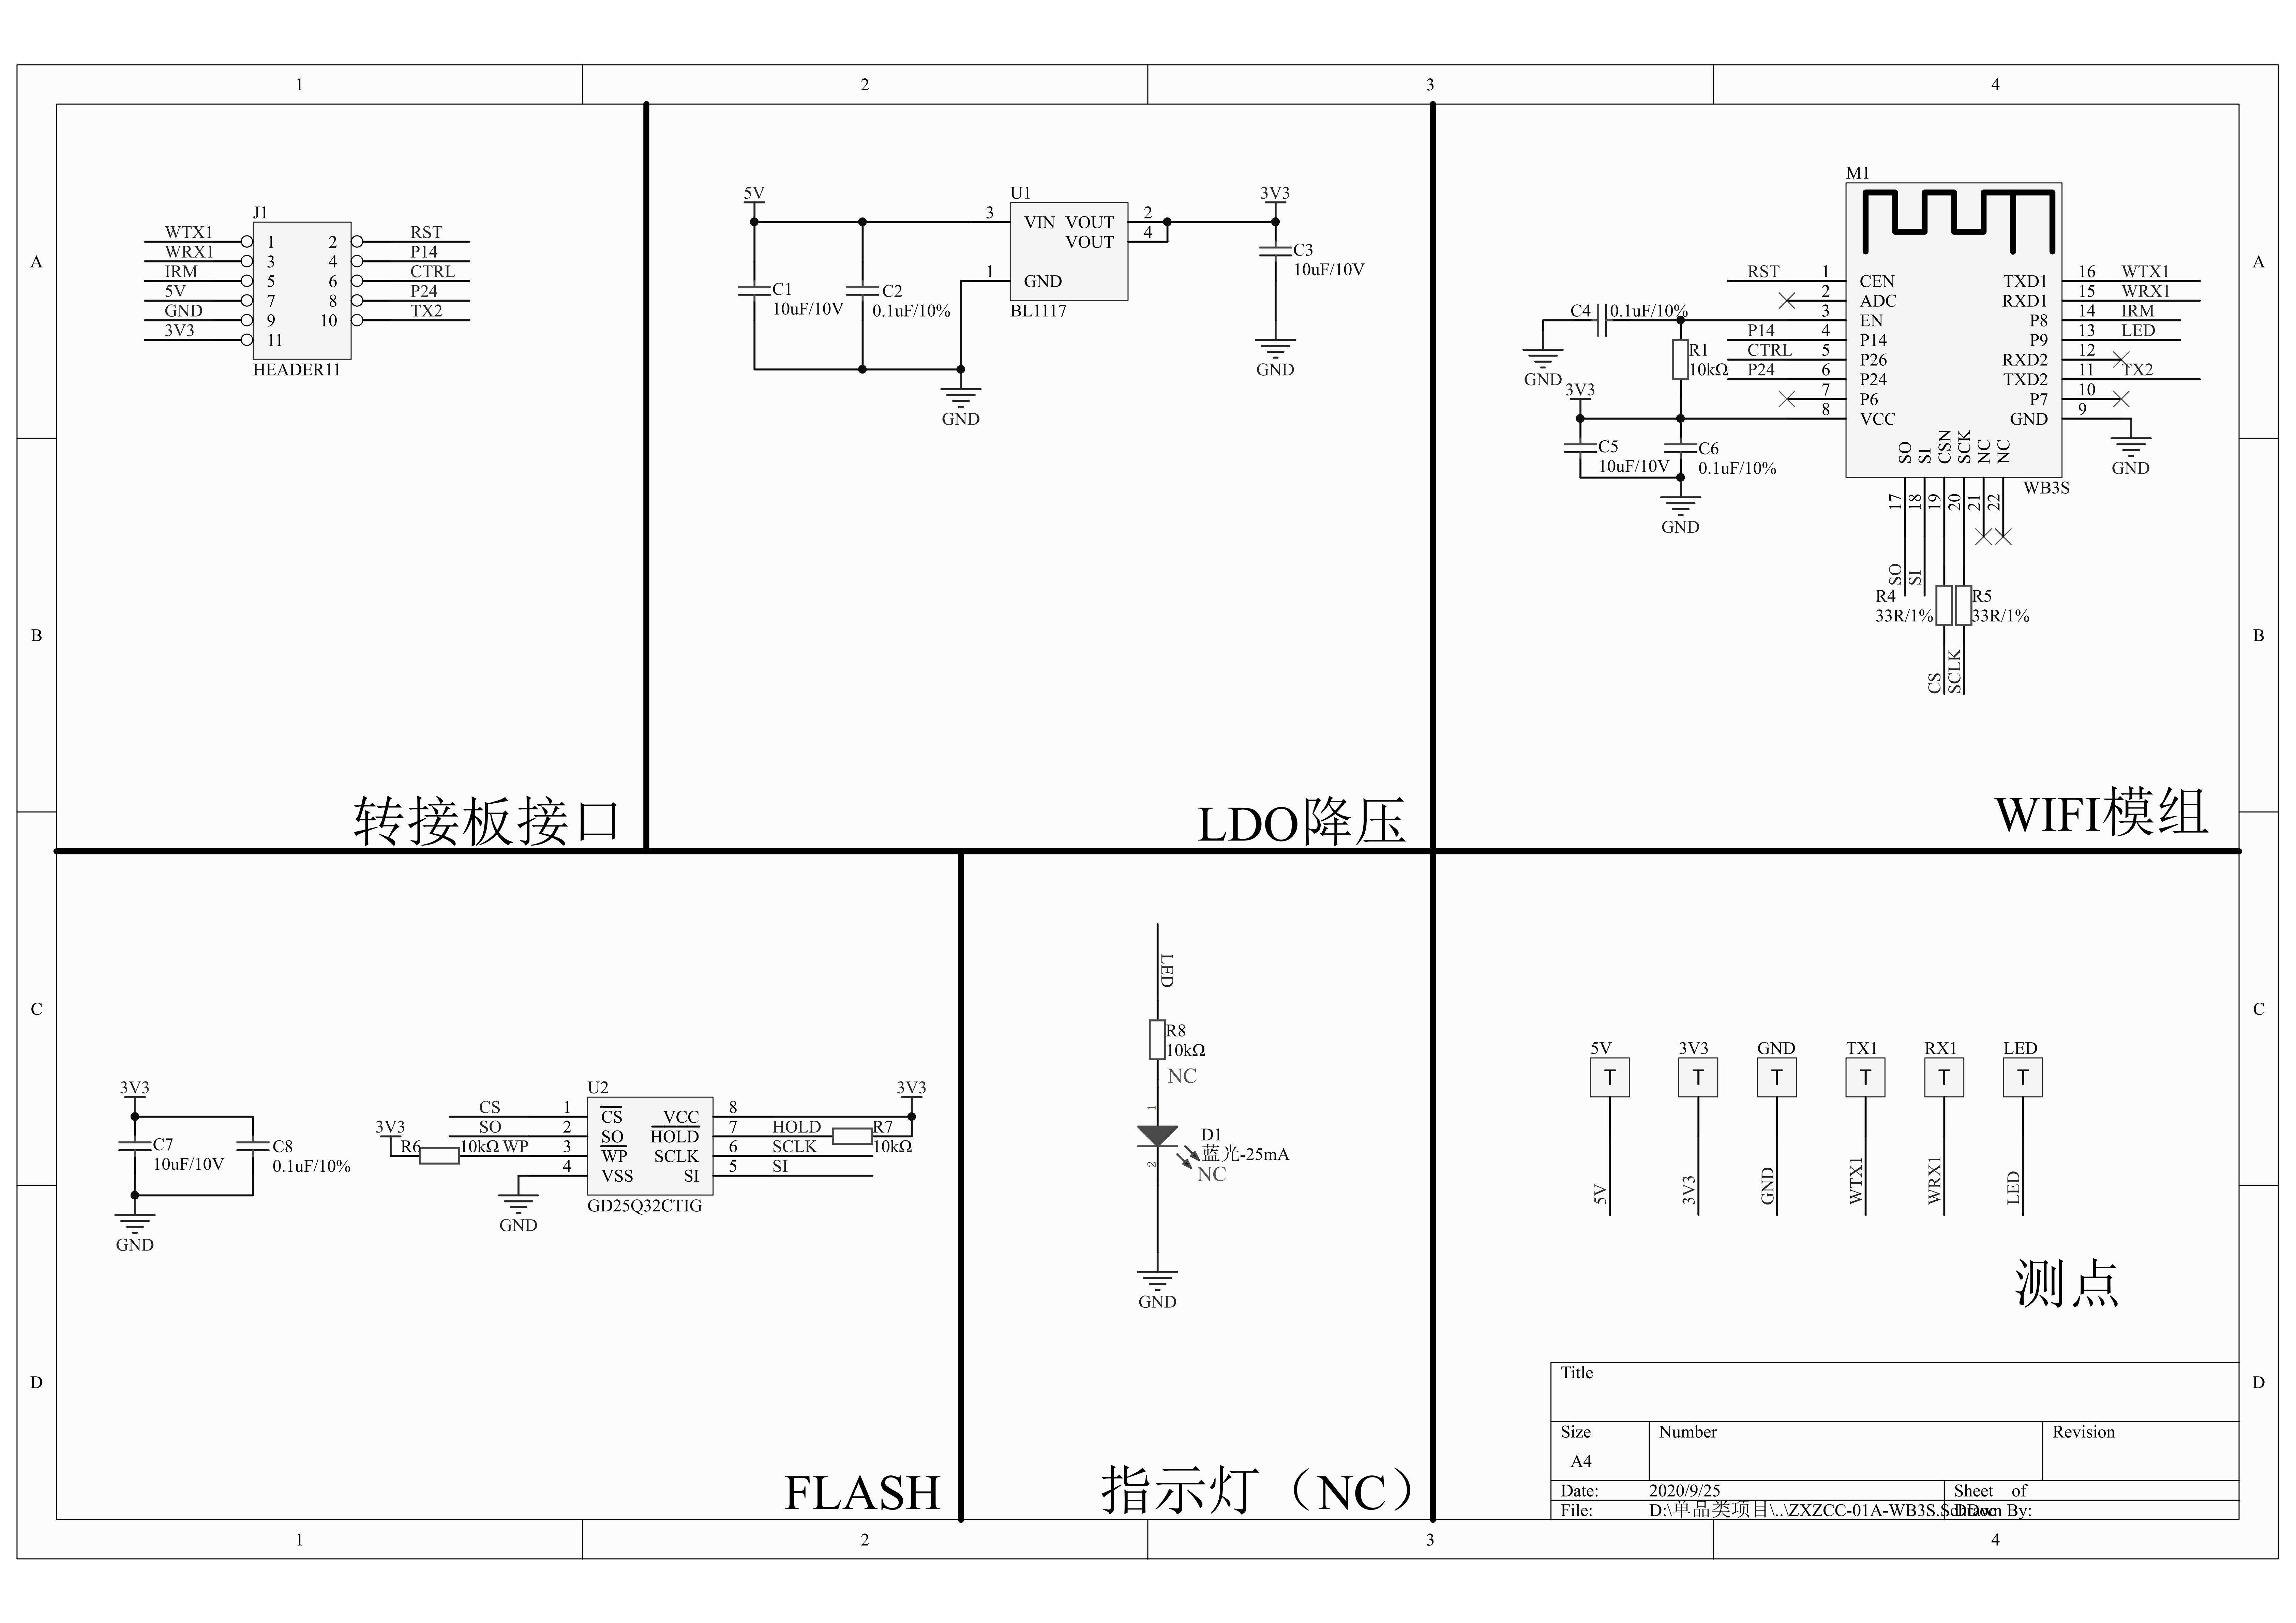 1 2 3 4
A A
B B
C C
D D
J1
WTX1 1 2 RST
WRX1 3 4 P14
IRM 5 6 CTRL
5V 7 8 P24
GND 9 10 TX2
3V3 11
HEADER11
转接板接口
5V U1 3V3
3 VIN VOUT 2
VOUT 4
1 GND
BL1117
C1
10uF/10V
C2
0.1uF/10%
C3
10uF/10V
GND
GND
LDO降压
M1
RST 1 CEN TXD1 16 WTX1
2 ADC RXD1 15 WRX1
3 EN P8 14 IRM
P14 4 P14 P9 13 LED
CTRL 5 P26 RXD2 12
P24 6 P24 TXD2 11 TX2
7 P6 P7 10
8 VCC GND 9
C4 0.1uF/10%
GND
R1
10kΩ
3V3
C5
10uF/10V
C6
0.1uF/10%
GND
GND
SO SI CSN SCK NC NC
WB3S
17 18 19 20 21 22
SO SI
R4
33R/1%
R5
33R/1%
CS SCLK
WIFI模组
3V3
C7
10uF/10V
C8
0.1uF/10%
GND
U2 3V3
CS 1 CS VCC 8
SO 2 SO HOLD 7 HOLD R7
10kΩ
3V3 R6 10kΩ WP 3 WP SCLK 6 SCLK
4 VSS SI 5 SI
GD25Q32CTIG
GND
FLASH
LED
R8
10kΩ
NC
1
D1
蓝光-25mA
NC
2
GND
指示灯（NC）
5V 3V3 GND TX1 RX1 LED
T T T T T T
5V 3V3 GND WTX1 WRX1 LED
测点
Title
Size Number Revision
A4
Date: 2020/9/25 Sheet of
File: D:\单品类项目\..\ZXZCC-01A-WB3S.SchDoc Drawn By:
1 2 3 4